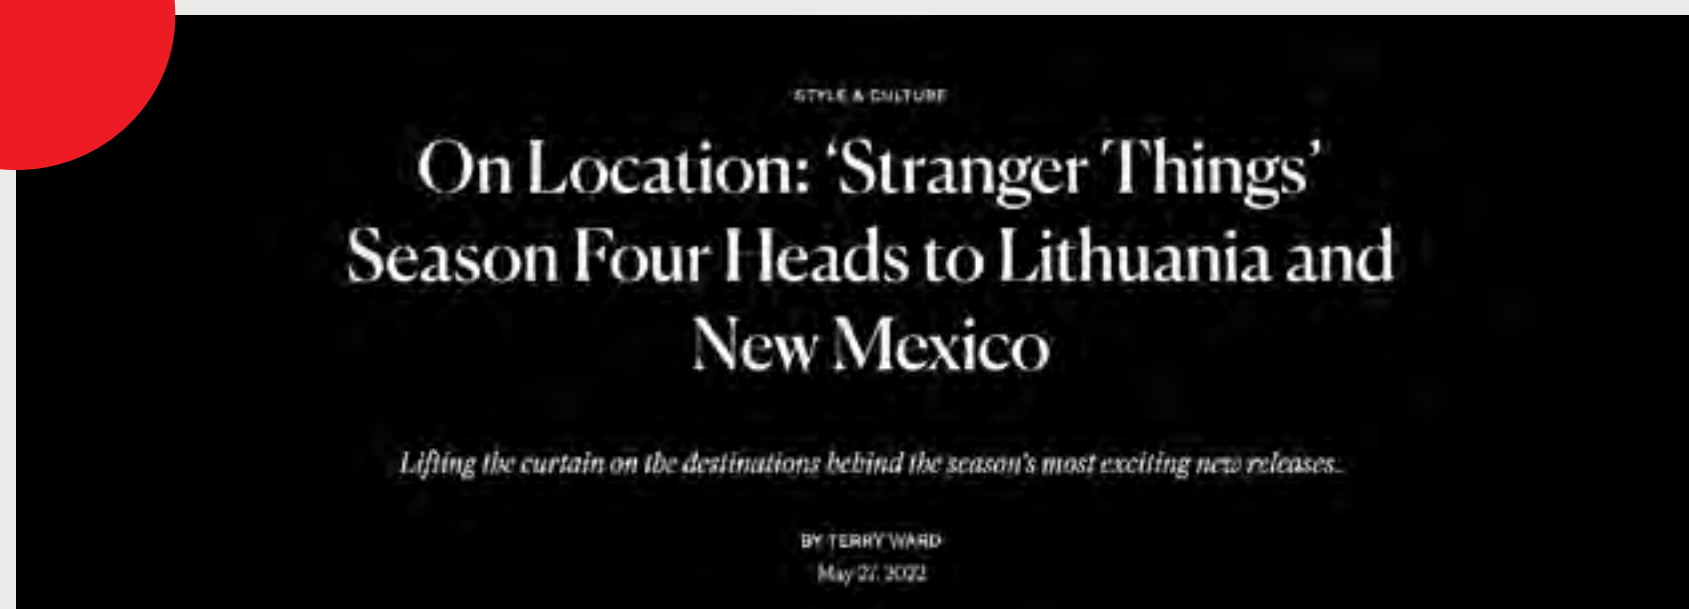 STYLE & CULTURE
On Location: ‘Stranger Things’
Season Four Heads to Lithuania and
New Mexico
Lifting the curtain on the destinations behind the season’s most exciting new releases.
BY TERRY WARD
May 27, 2022